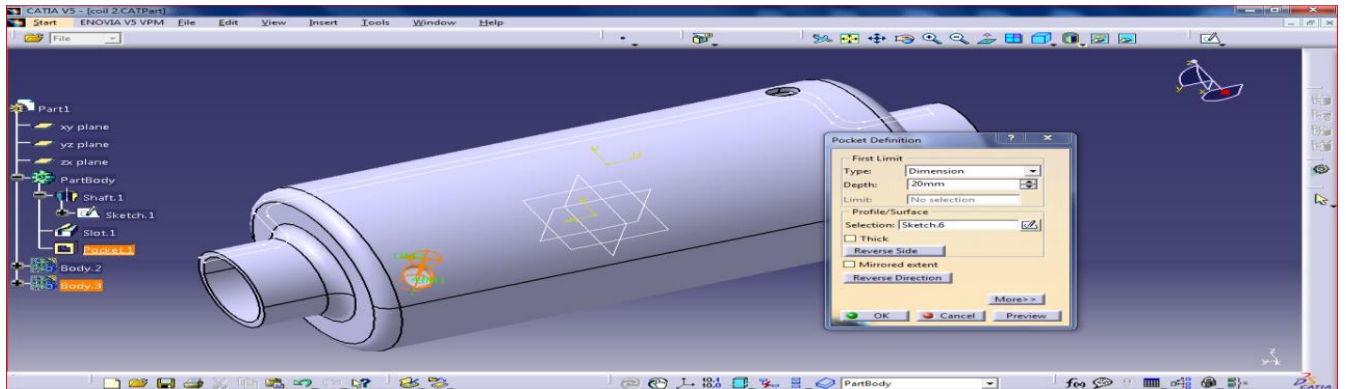 CATIA V5 - [coil 2.CATPart]
Start ENOVIA V5 VPM File Edit View Insert Tools Window Help
File
Part1
xy plane
yz plane
zx plane
PartBody
Shaft.1
Sketch.1
Slot.1
Pocket.1
Body.2
Body.3
Pocket Definition
First Limit
Type: Dimension
Depth: 20mm
Limit: No selection
Profile/Surface
Selection: Sketch.6
Thick
Reverse Side
Mirrored extent
Reverse Direction
More>>
OK Cancel Preview
PartBody
CATIA